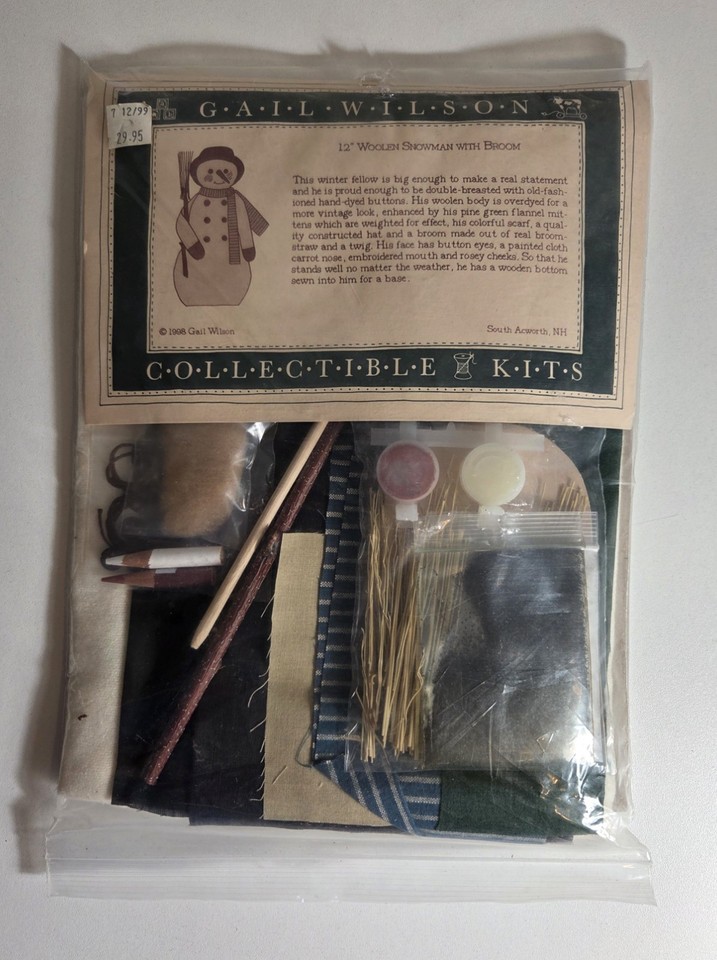 7 12/99
29.95
G·A·I·L·W·I·L·S·O·N
12" Woolen Snowman with Broom
This winter fellow is big enough to make a real statement
and he is proud enough to be double-breasted with old-fash-
ioned hand-dyed buttons. His woolen body is overdyed for a
more vintage look, enhanced by his pine green flannel mit-
tens which are weighted for effect, his colorful scarf, a qual-
ity constructed hat and a broom made out of real broom-
straw and a twig. His face has button eyes, a painted cloth
carrot nose, embroidered mouth and rosey cheeks. So that he
stands well no matter the weather, he has a wooden bottom
sewn into him for a base.
© 1998 Gail Wilson
South Acworth, NH
C·O·L·L·E·C·T·I·B·L·E K·I·T·S